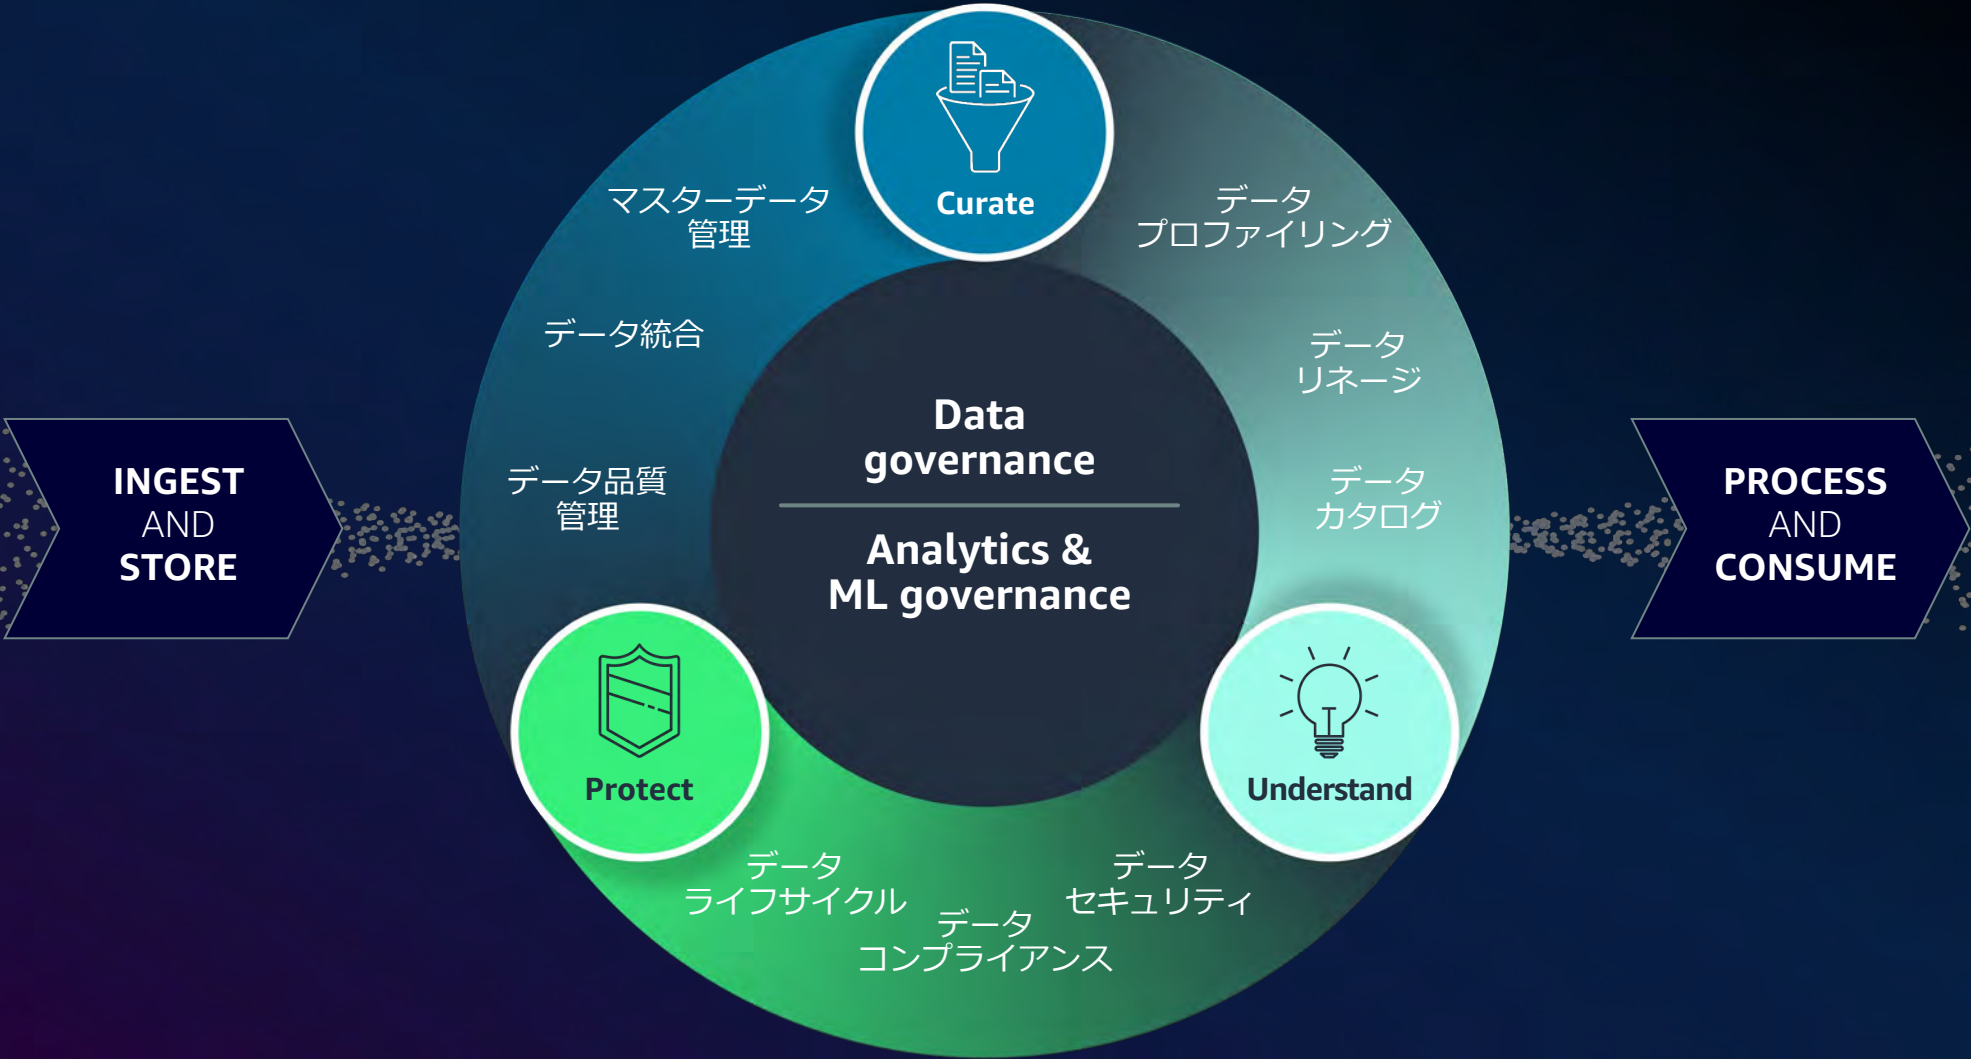 Curate
マスターデータ
管理
データ
プロファイリング
データ統合
データ
リネージ
Data
governance
Analytics &
ML governance
データ品質
管理
データ
カタログ
INGEST
AND
STORE
PROCESS
AND
CONSUME
Protect
Understand
データ
ライフサイクル
データ
コンプライアンス
データ
セキュリティ